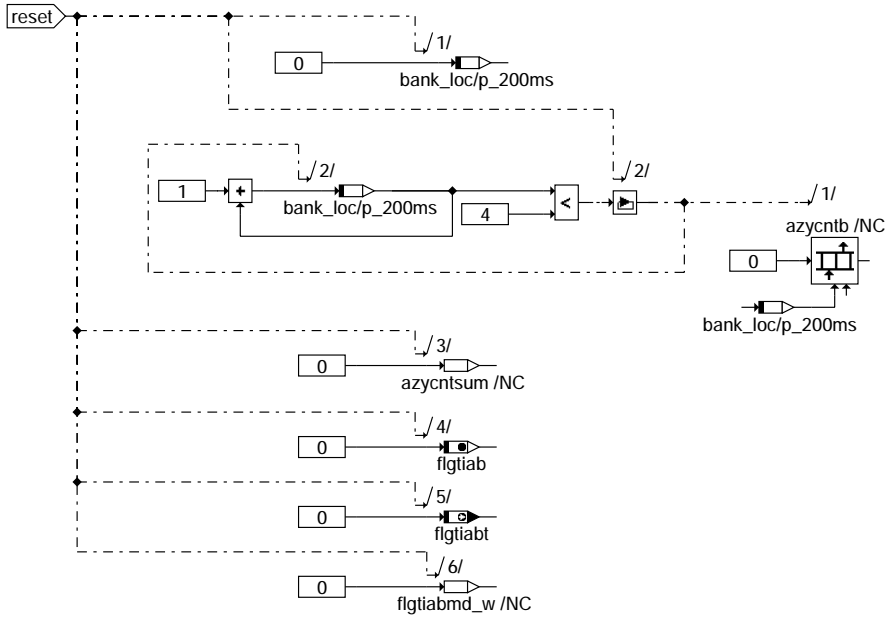 reset
/1/
0
bank_loc/p_200ms
/2/
/2/
1
+
bank_loc/p_200ms
4
<
/1/
azycntb /NC
0
bank_loc/p_200ms
/3/
0
azycntsum /NC
/4/
0
flgtiab
/5/
0
flgtiabt
/6/
0
flgtiabmd_w /NC